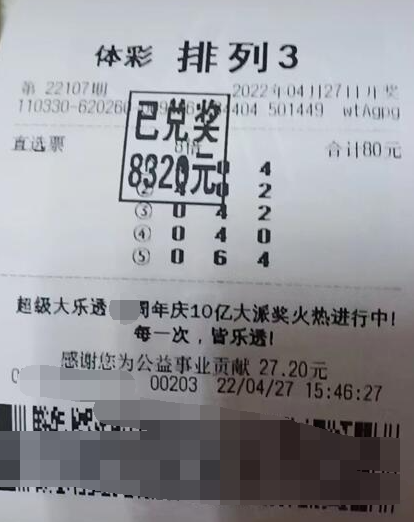 体彩 排列3
第 22107期 2022年04月27日开奖
110330-620260 404 501449 wtAgpg
已兑奖
直选票 8倍 合计80元
8320元
4
2
③ 0 4 2
④ 0 4 0
⑤ 0 6 4
超级大乐透 周年庆10亿大派奖火热进行中!
每一次，皆乐透!
感谢您为公益事业贡献 27.20元
00203 22/04/27 15:46:27